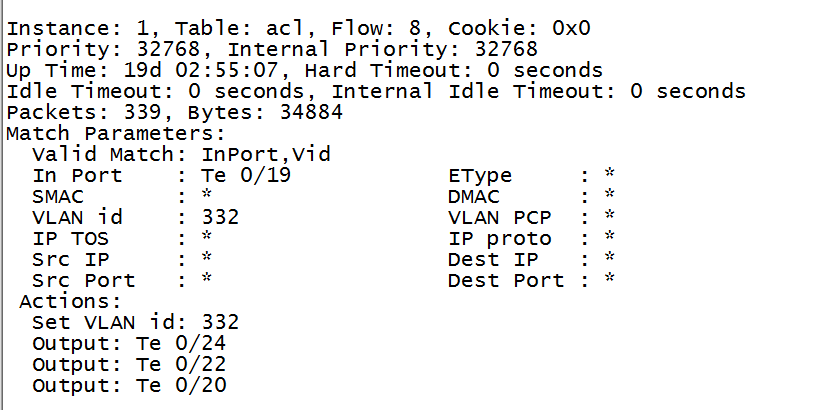 Instance: 1, Table: acl, Flow: 8, Cookie: 0x0
Priority: 32768, Internal Priority: 32768
Up Time: 19d 02:55:07, Hard Timeout: 0 seconds
Idle Timeout: 0 seconds, Internal Idle Timeout: 0 seconds
Packets: 339, Bytes: 34884
Match Parameters:
  Valid Match: InPort,Vid
  In Port    : Te 0/19            EType      : *
  SMAC       : *                  DMAC       : *
  VLAN id    : 332                VLAN PCP   : *
  IP TOS     : *                  IP proto   : *
  Src IP     : *                  Dest IP    : *
  Src Port   : *                  Dest Port  : *
 Actions:
  Set VLAN id: 332
  Output: Te 0/24
  Output: Te 0/22
  Output: Te 0/20